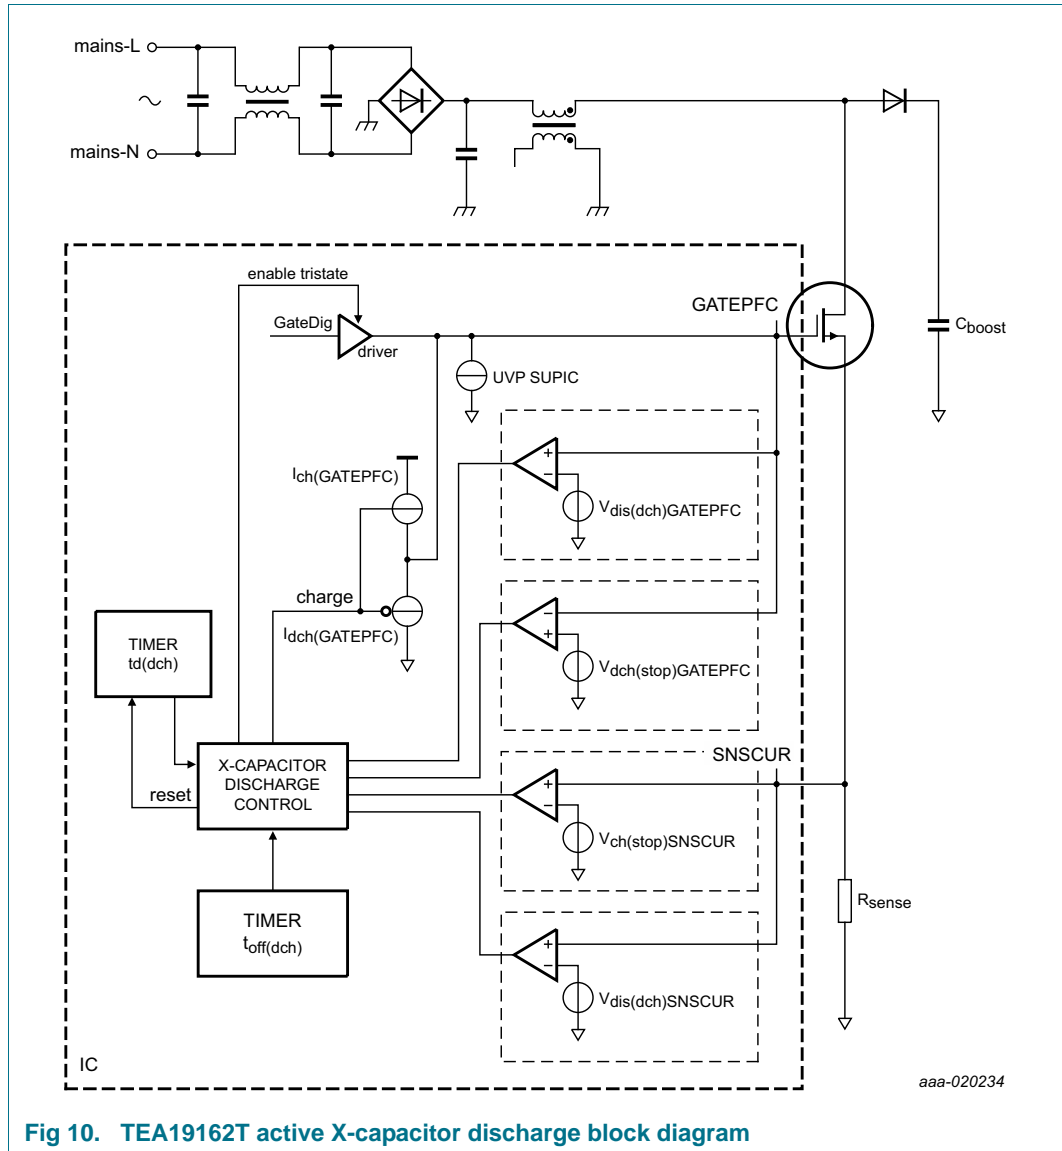 mains-L
~
mains-N
enable tristate
GateDig
driver
GATEPFC
Cboost
UVP SUPIC
Ich(GATEPFC)
+
-
Vdis(dch)GATEPFC
charge
Idch(GATEPFC)
-
+
Vdch(stop)GATEPFC
TIMER
td(dch)
SNSCUR
reset
X-CAPACITOR
DISCHARGE
CONTROL
+
-
Vch(stop)SNSCUR
Rsense
TIMER
toff(dch)
+
-
Vdis(dch)SNSCUR
IC
aaa-020234
Fig 10. TEA19162T active X-capacitor discharge block diagram